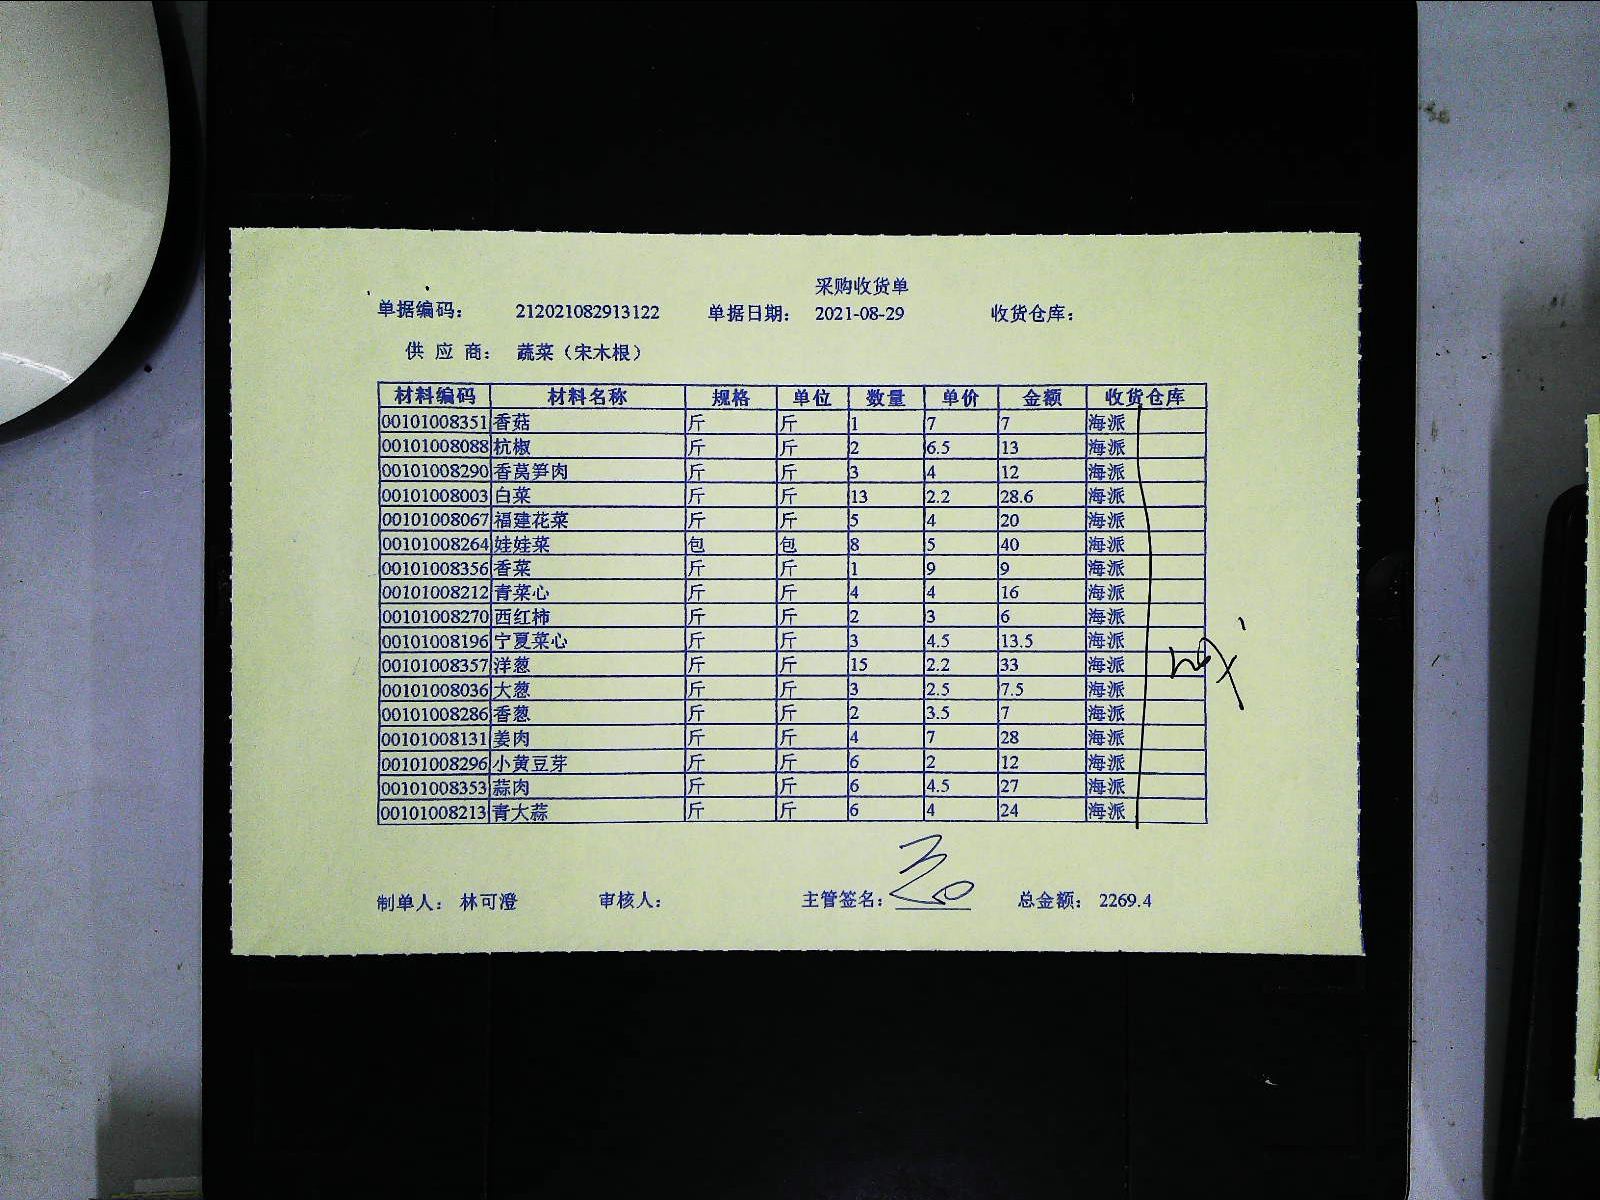 采购收货单
单据编码： 212021082913122 单据日期： 2021-08-29 收货仓库：
供 应 商： 蔬菜（宋木根）
材料编码 材料名称 规格 单位 数量 单价 金额 收货仓库
00101008351 香菇 斤 斤 1 7 7 海派
00101008088 杭椒 斤 斤 2 6.5 13 海派
00101008290 香莴笋肉 斤 斤 3 4 12 海派
00101008003 白菜 斤 斤 13 2.2 28.6 海派
00101008067 福建花菜 斤 斤 5 4 20 海派
00101008264 娃娃菜 包 包 8 5 40 海派
00101008356 香菜 斤 斤 1 9 9 海派
00101008212 青菜心 斤 斤 4 4 16 海派
00101008270 西红柿 斤 斤 2 3 6 海派
00101008196 宁夏菜心 斤 斤 3 4.5 13.5 海派
00101008357 洋葱 斤 斤 15 2.2 33 海派
00101008036 大葱 斤 斤 3 2.5 7.5 海派
00101008286 香葱 斤 斤 2 3.5 7 海派
00101008131 姜肉 斤 斤 4 7 28 海派
00101008296 小黄豆芽 斤 斤 6 2 12 海派
00101008353 蒜肉 斤 斤 6 4.5 27 海派
00101008213 青大蒜 斤 斤 6 4 24 海派
制单人： 林可澄 审核人： 主管签名： 总金额： 2269.4